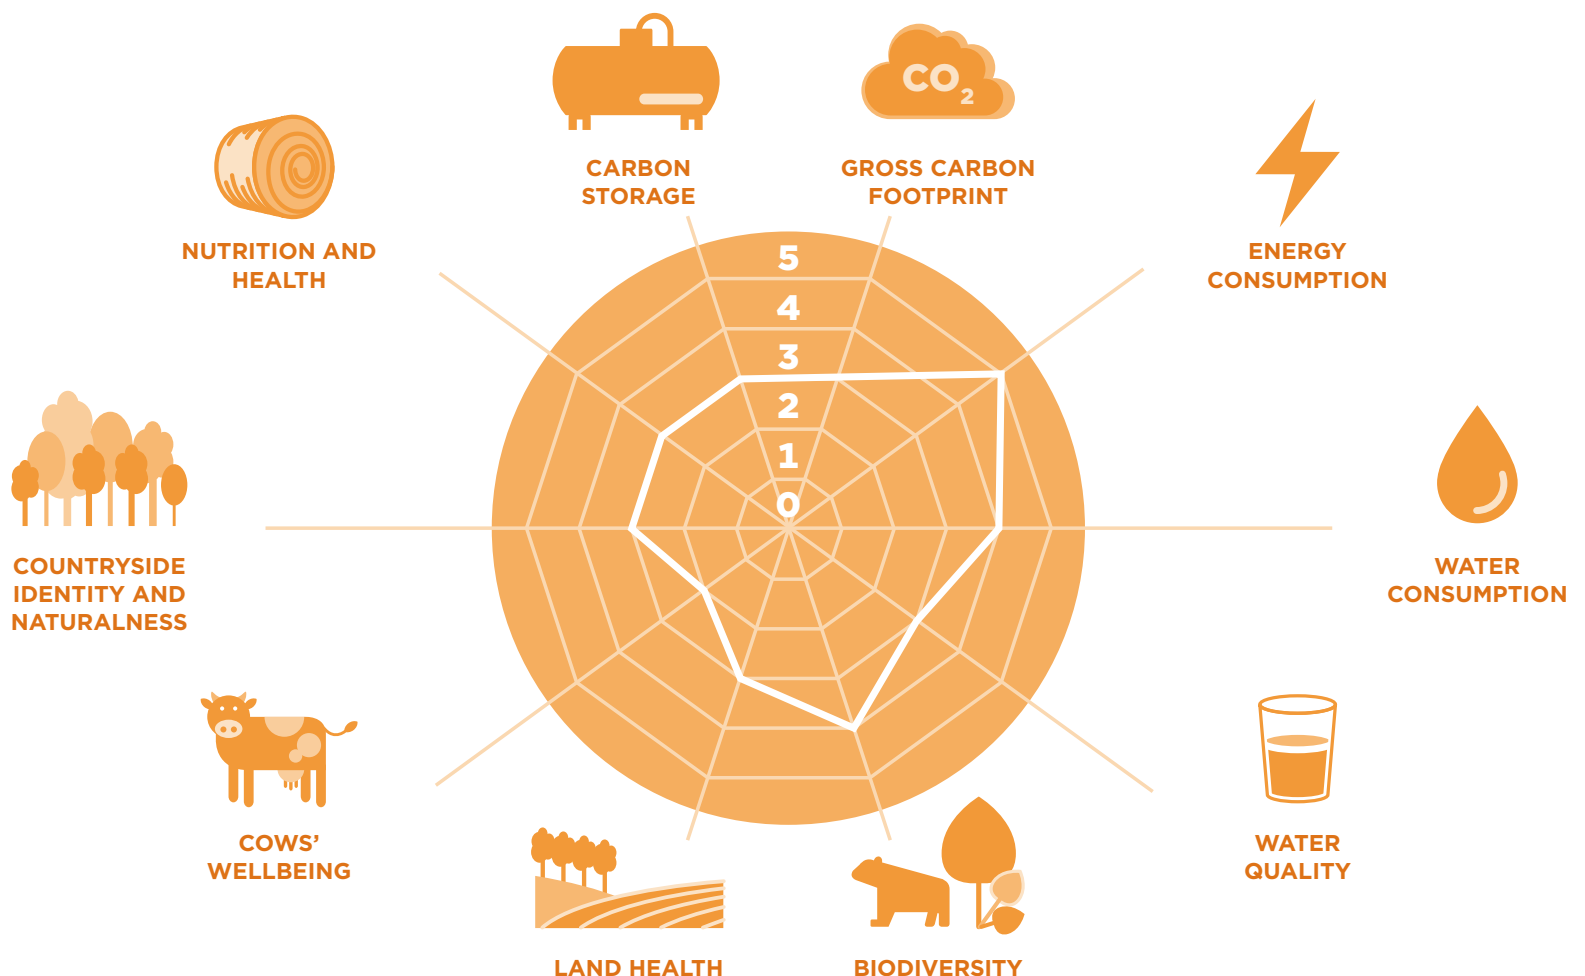 CO2
CARBON
STORAGE
GROSS CARBON
FOOTPRINT
NUTRITION AND
HEALTH
ENERGY
CONSUMPTION
5
4
3
2
1
0
COUNTRYSIDE
IDENTITY AND
NATURALNESS
WATER
CONSUMPTION
COWS’
WELLBEING
WATER
QUALITY
LAND HEALTH
BIODIVERSITY